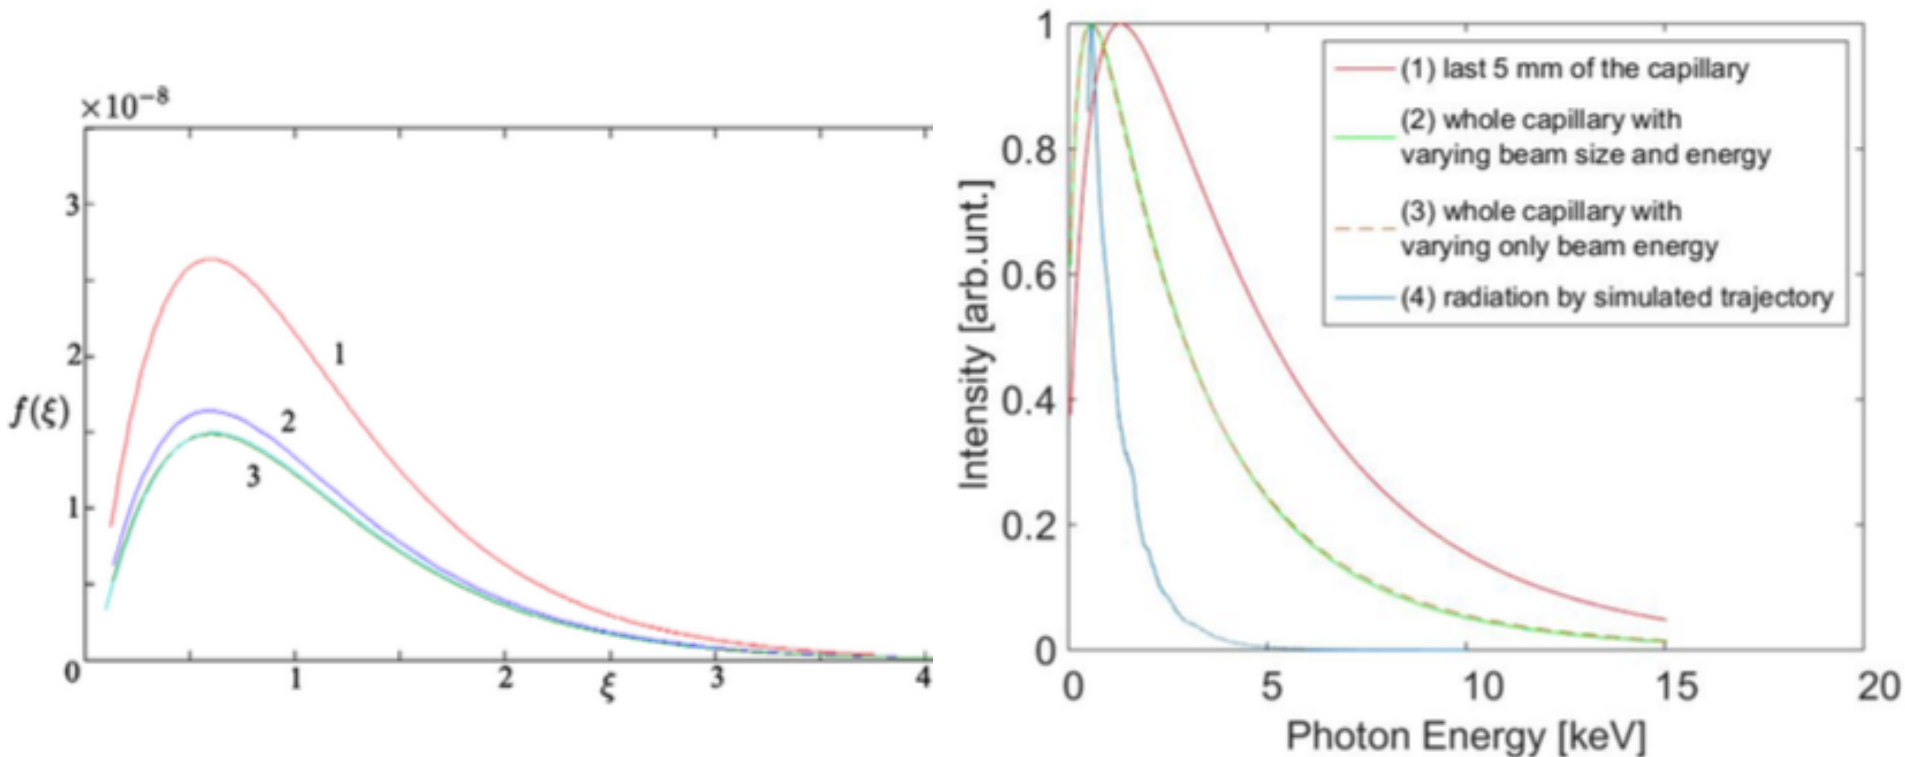 ×10⁻⁸
3
2
1
0
f(ξ)
1
2
3
1
2
ξ
3
4
1
0.8
0.6
0.4
0.2
0
Intensity [arb.unt.]
(1) last 5 mm of the capillary
(2) whole capillary with
varying beam size and energy
(3) whole capillary with
varying only beam energy
(4) radiation by simulated trajectory
0
5
10
15
20
Photon Energy [keV]